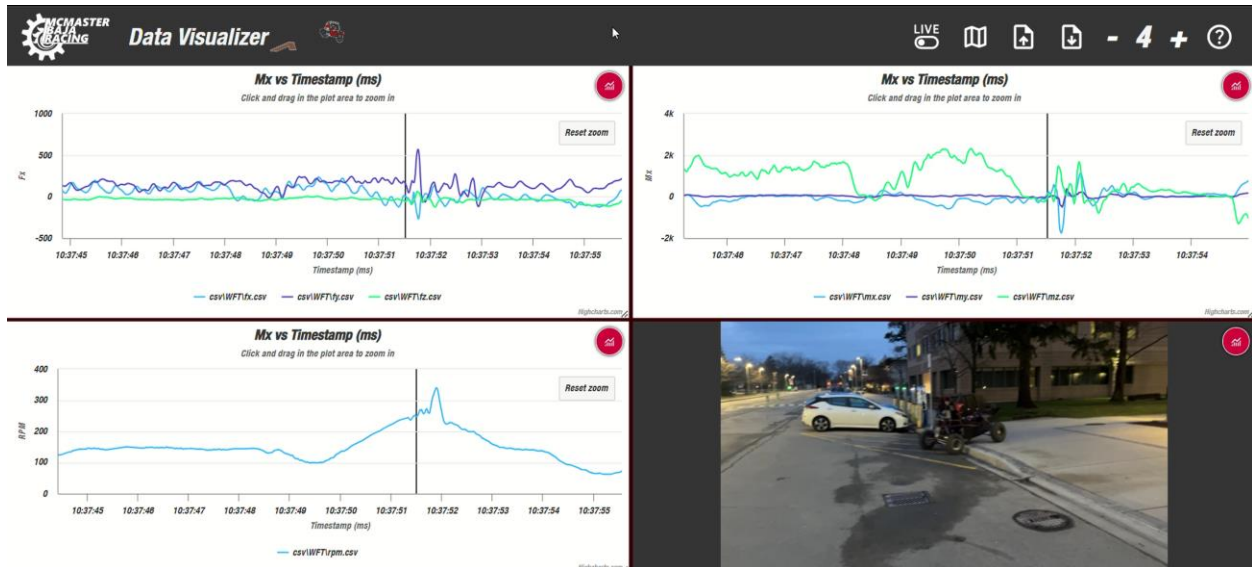 MCMASTER
BAJA
RACING
Data Visualizer
LIVE
- 4 +
?
Mx vs Timestamp (ms)
Click and drag in the plot area to zoom in
Reset zoom
1000
500
0
-500
Fx
10:37:45 10:37:46 10:37:47 10:37:48 10:37:49 10:37:50 10:37:51 10:37:52 10:37:53 10:37:54 10:37:55
Timestamp (ms)
csv\WFT\fx.csv csv\WFT\fy.csv csv\WFT\fz.csv
Highcharts.com
Mx vs Timestamp (ms)
Click and drag in the plot area to zoom in
Reset zoom
4k
2k
0
-2k
Mx
10:37:46 10:37:47 10:37:48 10:37:49 10:37:50 10:37:51 10:37:52 10:37:53 10:37:54
Timestamp (ms)
csv\WFT\mx.csv csv\WFT\my.csv csv\WFT\mz.csv
Highcharts.com
Mx vs Timestamp (ms)
Click and drag in the plot area to zoom in
Reset zoom
400
300
200
100
0
RPM
10:37:45 10:37:46 10:37:47 10:37:48 10:37:49 10:37:50 10:37:51 10:37:52 10:37:53 10:37:54 10:37:55
Timestamp (ms)
csv\WFT\rpm.csv
Highcharts.com